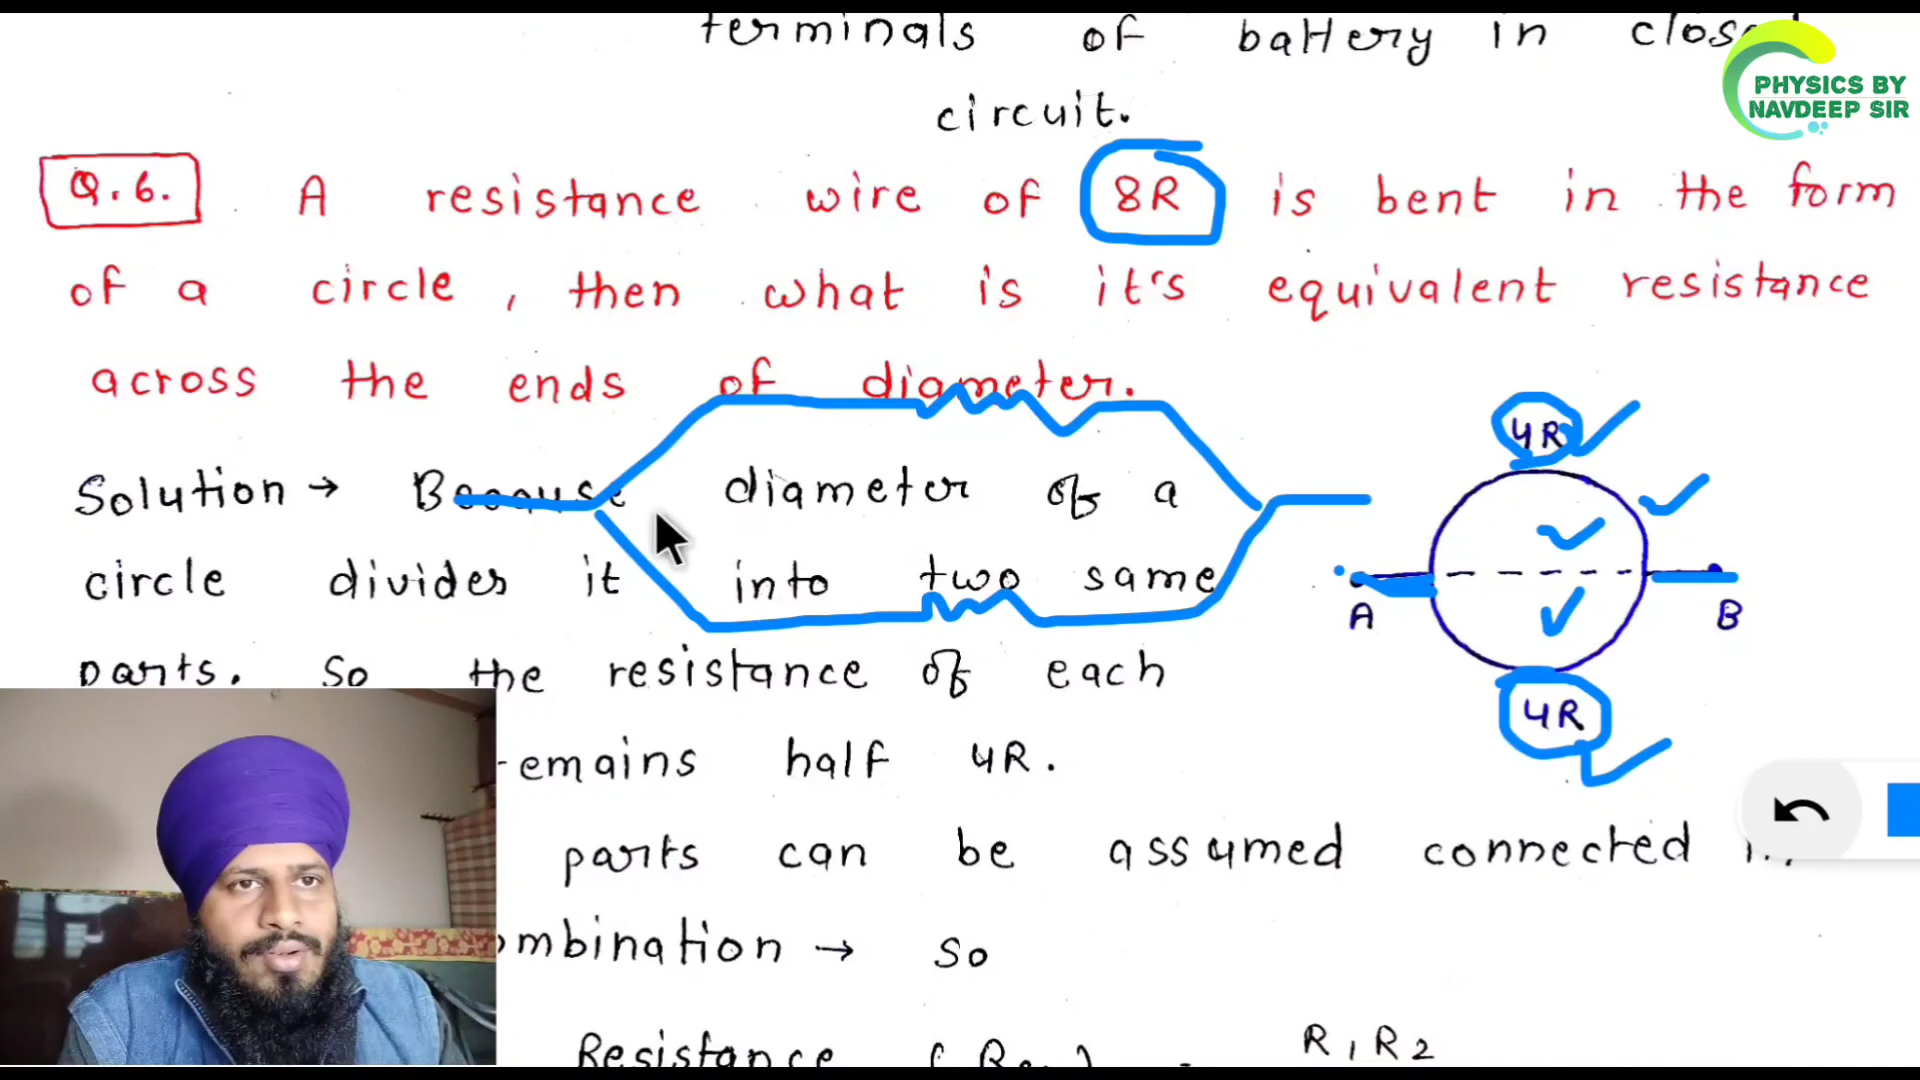 terminals of battery in
circuit.
PHYSICS BY
NAVDEEP SIR
Q.6. A resistance wire of 8R is bent in the form
of a circle, then what is it's equivalent resistance
across the ends of diameter.
Solution → Because diameter of a
circle divides it into two same
parts. So the resistance of each
remains half 4R.
parts can be assumed connected
combination → So
Resistance
R1R2
4R
A B
4R